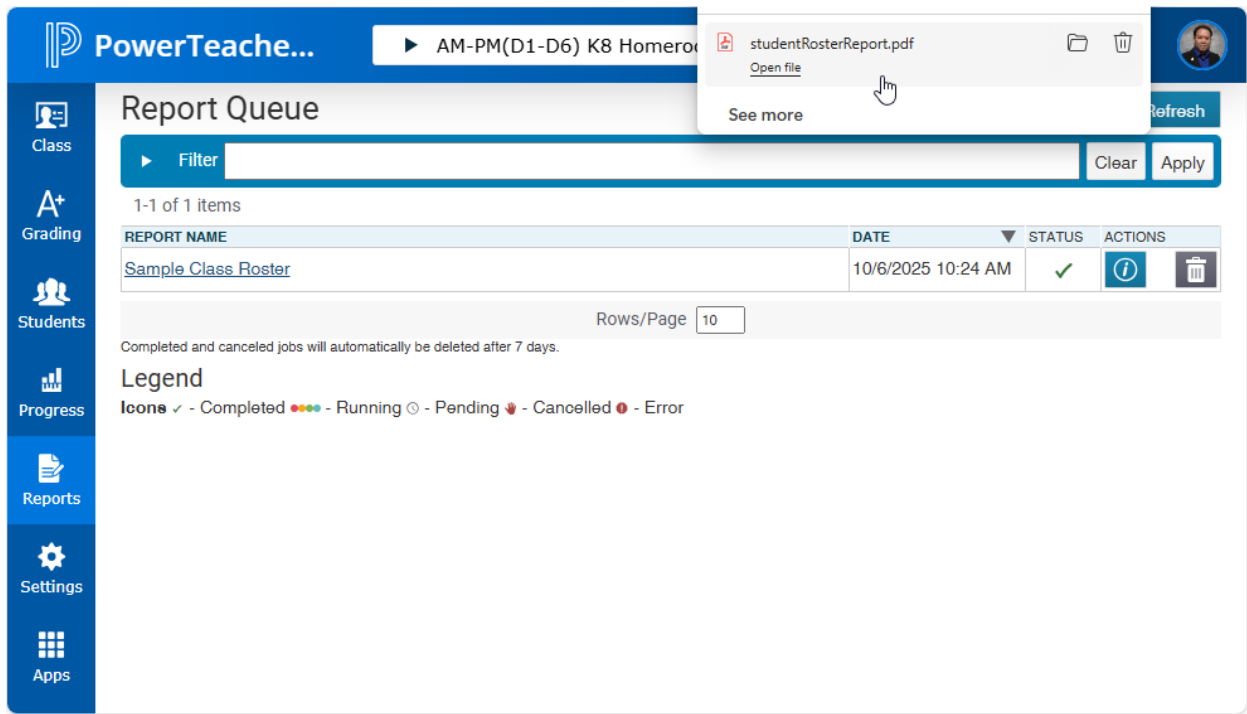 PowerTeache...
AM-PM(D1-D6) K8 Homeroo
studentRosterReport.pdf
Open file
See more
Class
Grading
Students
Progress
Reports
Settings
Apps
Report Queue
Refresh
Filter
Clear
Apply
1-1 of 1 items
REPORT NAME DATE STATUS ACTIONS
Sample Class Roster 10/6/2025 10:24 AM
Rows/Page 10
Completed and canceled jobs will automatically be deleted after 7 days.
Legend
Icons - Completed - Running - Pending - Cancelled - Error